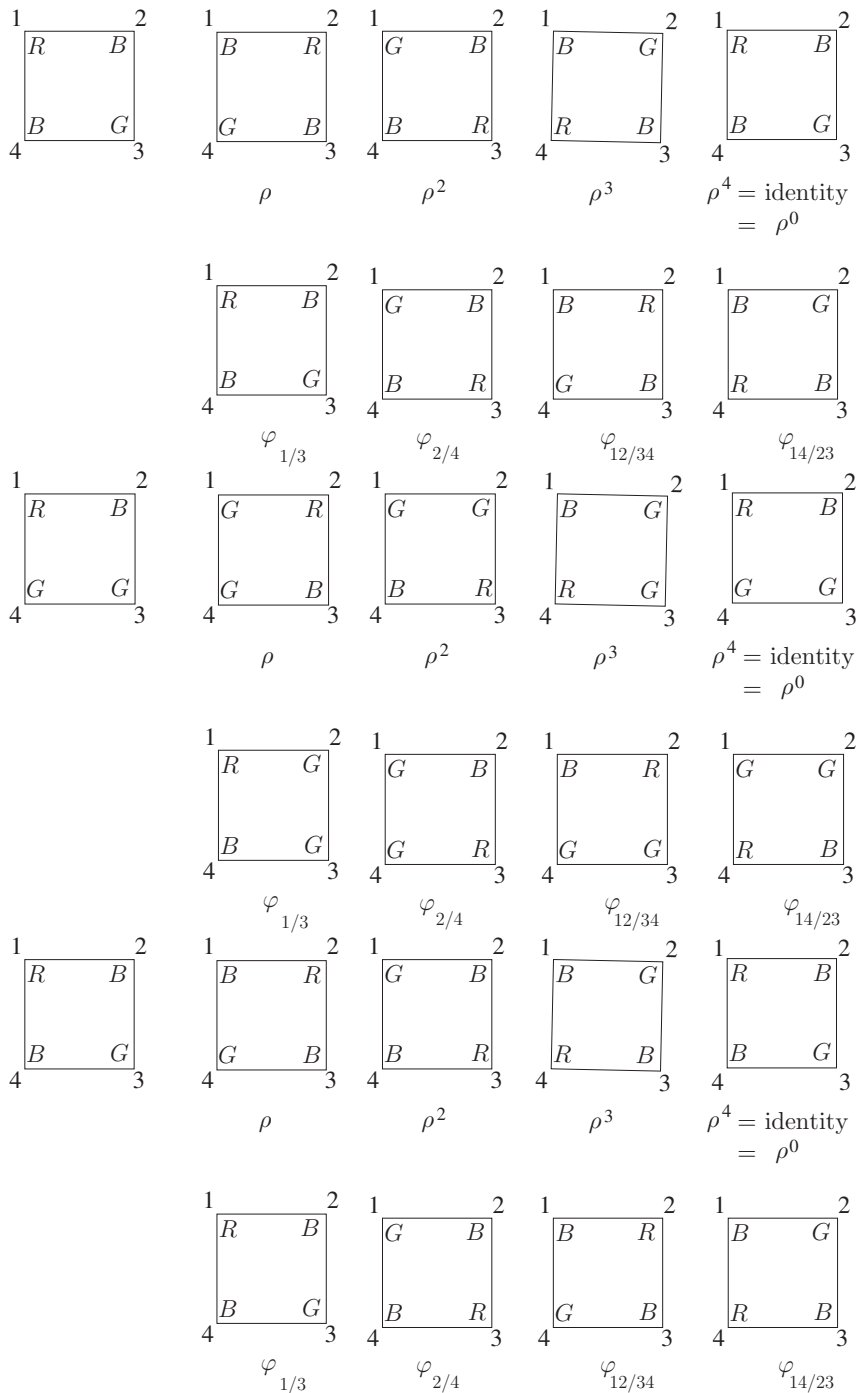 1 2 1 2 1 2 1 2 1 2
R B B R G B B G R B
B G G B B R R B B G
4 3 4 3 4 3 4 3 4 3
ρ ρ² ρ³ ρ⁴ = identity
= ρ⁰
1 2 1 2 1 2 1 2
R B G B B R B G
B G B R G B R B
4 3 4 3 4 3 4 3
φ₁/₃ φ₂/₄ φ₁₂/₃₄ φ₁₄/₂₃
1 2 1 2 1 2 1 2 1 2
R B G R G G B G R B
G G G B B R R G G G
4 3 4 3 4 3 4 3 4 3
ρ ρ² ρ³ ρ⁴ = identity
= ρ⁰
1 2 1 2 1 2 1 2
R G G B B R G G
B G G R G G R B
4 3 4 3 4 3 4 3
φ₁/₃ φ₂/₄ φ₁₂/₃₄ φ₁₄/₂₃
1 2 1 2 1 2 1 2 1 2
R B B R G B B G R B
B G G B B R R B B G
4 3 4 3 4 3 4 3 4 3
ρ ρ² ρ³ ρ⁴ = identity
= ρ⁰
1 2 1 2 1 2 1 2
R B G B B R B G
B G B R G B R B
4 3 4 3 4 3 4 3
φ₁/₃ φ₂/₄ φ₁₂/₃₄ φ₁₄/₂₃